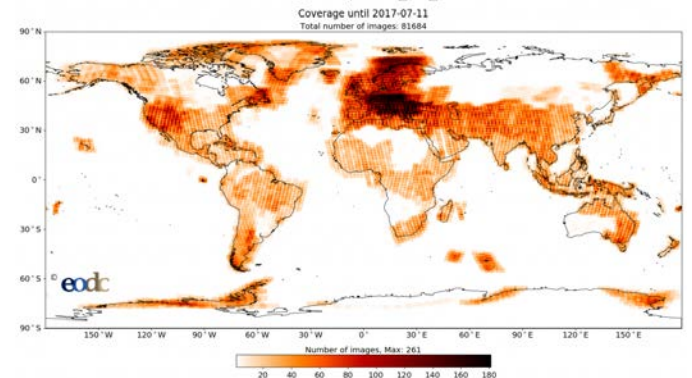 Coverage until 2017-07-11
Total number of images: 81684
90°N
60°N
30°N
0°
30°S
60°S
90°S
© eodc
150°W 120°W 90°W 60°W 30°W 0° 30°E 60°E 90°E 120°E 150°E
Number of images, Max: 261
20 40 60 80 100 120 140 160 180